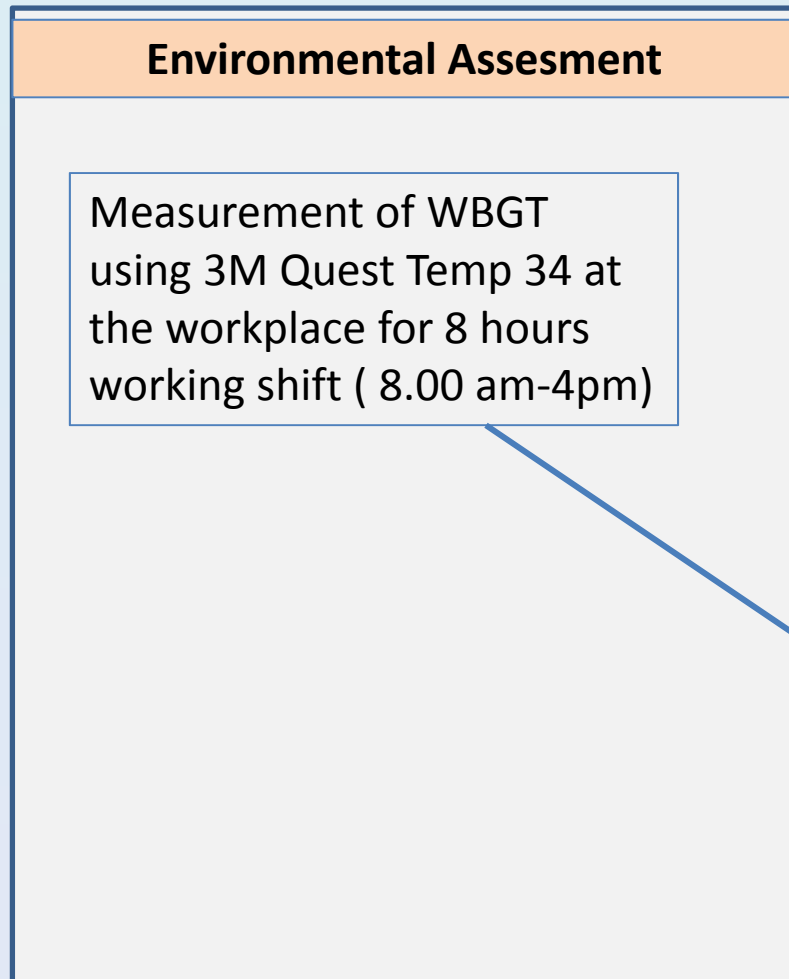 Environmental Assesment
Measurement of WBGT
using 3M Quest Temp 34 at
the workplace for 8 hours
working shift ( 8.00 am-4pm)